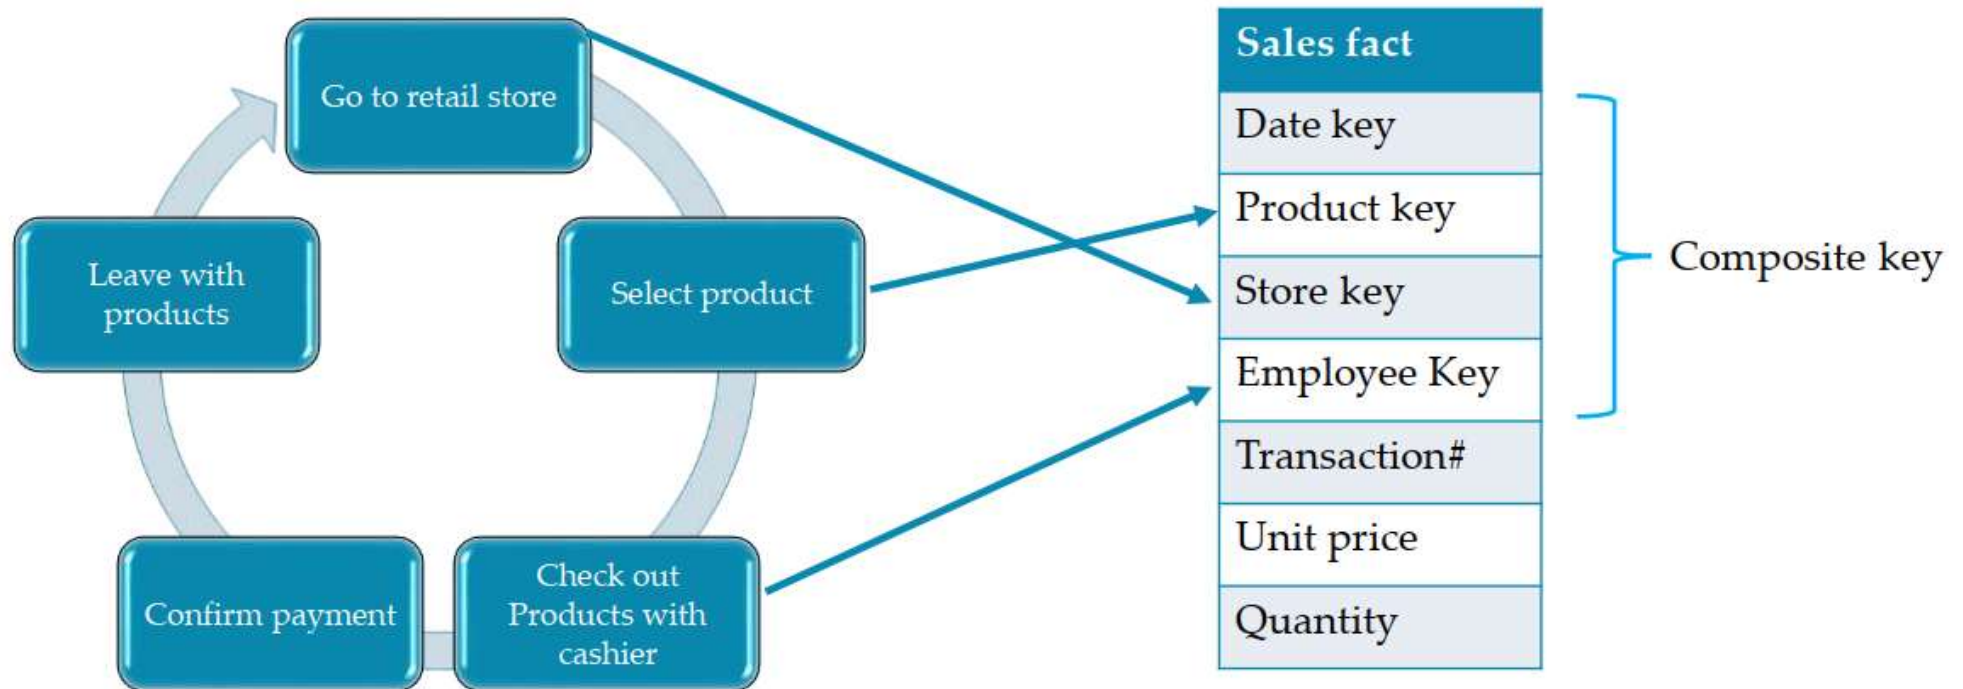 Go to retail store
Select product
Check out
Products with
cashier
Confirm payment
Leave with
products
Sales fact
Date key
Product key
Store key
Employee Key
Transaction#
Unit price
Quantity
Composite key